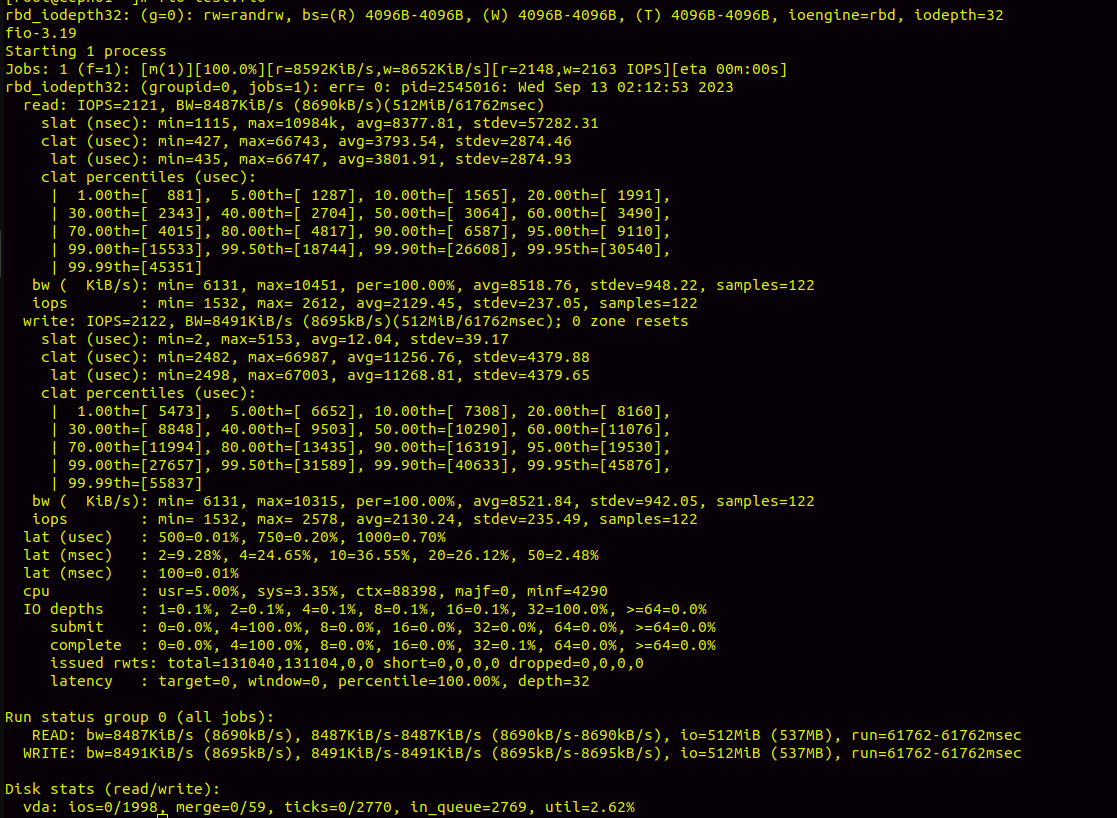 rbd_iodepth32: (g=0): rw=randrw, bs=(R) 4096B-4096B, (W) 4096B-4096B, (T) 4096B-4096B, ioengine=rbd, iodepth=32
fio-3.19
Starting 1 process
Jobs: 1 (f=1): [m(1)][100.0%][r=8592KiB/s,w=8652KiB/s][r=2148,w=2163 IOPS][eta 00m:00s]
rbd_iodepth32: (groupid=0, jobs=1): err= 0: pid=2545016: Wed Sep 13 02:12:53 2023
  read: IOPS=2121, BW=8487KiB/s (8690kB/s)(512MiB/61762msec)
    slat (nsec): min=1115, max=10984k, avg=8377.81, stdev=57282.31
    clat (usec): min=427, max=66743, avg=3793.54, stdev=2874.46
     lat (usec): min=435, max=66747, avg=3801.91, stdev=2874.93
    clat percentiles (usec):
     |  1.00th=[  881],  5.00th=[ 1287], 10.00th=[ 1565], 20.00th=[ 1991],
     | 30.00th=[ 2343], 40.00th=[ 2704], 50.00th=[ 3064], 60.00th=[ 3490],
     | 70.00th=[ 4015], 80.00th=[ 4817], 90.00th=[ 6587], 95.00th=[ 9110],
     | 99.00th=[15533], 99.50th=[18744], 99.90th=[26608], 99.95th=[30540],
     | 99.99th=[45351]
   bw (  KiB/s): min= 6131, max=10451, per=100.00%, avg=8518.76, stdev=948.22, samples=122
   iops        : min= 1532, max= 2612, avg=2129.45, stdev=237.05, samples=122
  write: IOPS=2122, BW=8491KiB/s (8695kB/s)(512MiB/61762msec); 0 zone resets
    slat (usec): min=2, max=5153, avg=12.04, stdev=39.17
    clat (usec): min=2482, max=66987, avg=11256.76, stdev=4379.88
     lat (usec): min=2498, max=67003, avg=11268.81, stdev=4379.65
    clat percentiles (usec):
     |  1.00th=[ 5473],  5.00th=[ 6652], 10.00th=[ 7308], 20.00th=[ 8160],
     | 30.00th=[ 8848], 40.00th=[ 9503], 50.00th=[10290], 60.00th=[11076],
     | 70.00th=[11994], 80.00th=[13435], 90.00th=[16319], 95.00th=[19530],
     | 99.00th=[27657], 99.50th=[31589], 99.90th=[40633], 99.95th=[45876],
     | 99.99th=[55837]
   bw (  KiB/s): min= 6131, max=10315, per=100.00%, avg=8521.84, stdev=942.05, samples=122
   iops        : min= 1532, max= 2578, avg=2130.24, stdev=235.49, samples=122
  lat (usec)   : 500=0.01%, 750=0.20%, 1000=0.70%
  lat (msec)   : 2=9.28%, 4=24.65%, 10=36.55%, 20=26.12%, 50=2.48%
  lat (msec)   : 100=0.01%
  cpu          : usr=5.00%, sys=3.35%, ctx=88398, majf=0, minf=4290
  IO depths    : 1=0.1%, 2=0.1%, 4=0.1%, 8=0.1%, 16=0.1%, 32=100.0%, >=64=0.0%
     submit    : 0=0.0%, 4=100.0%, 8=0.0%, 16=0.0%, 32=0.0%, 64=0.0%, >=64=0.0%
     complete  : 0=0.0%, 4=100.0%, 8=0.0%, 16=0.0%, 32=0.1%, 64=0.0%, >=64=0.0%
     issued rwts: total=131040,131104,0,0 short=0,0,0,0 dropped=0,0,0,0
     latency   : target=0, window=0, percentile=100.00%, depth=32

Run status group 0 (all jobs):
   READ: bw=8487KiB/s (8690kB/s), 8487KiB/s-8487KiB/s (8690kB/s-8690kB/s), io=512MiB (537MB), run=61762-61762msec
  WRITE: bw=8491KiB/s (8695kB/s), 8491KiB/s-8491KiB/s (8695kB/s-8695kB/s), io=512MiB (537MB), run=61762-61762msec

Disk stats (read/write):
  vda: ios=0/1998, merge=0/59, ticks=0/2770, in_queue=2769, util=2.62%